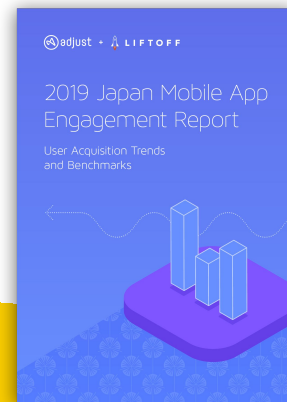 adjust + LIFTOFF
2019 Japan Mobile App
Engagement Report
User Acquisition Trends
and Benchmarks